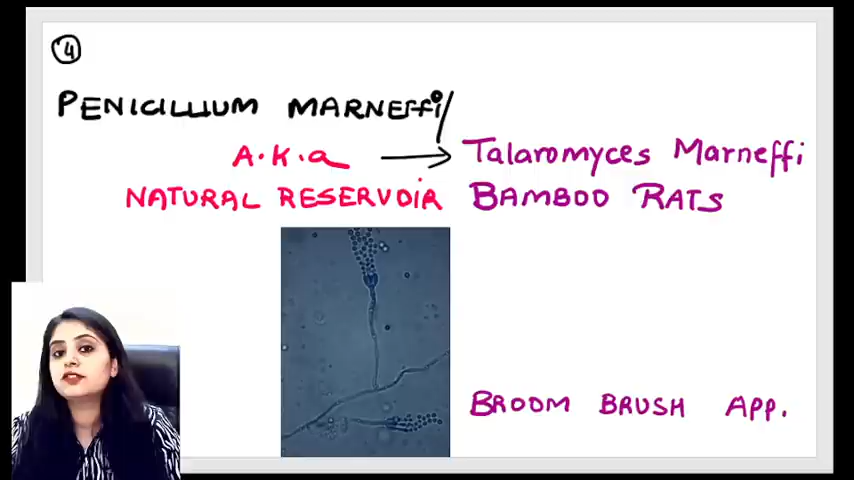 4
PENICILLIUM MARNEFFi/
A.K.a → Talaromyces Marneffi
NATURAL RESERVOiR BAMBOO RATS
BROOM BRUSH APP.